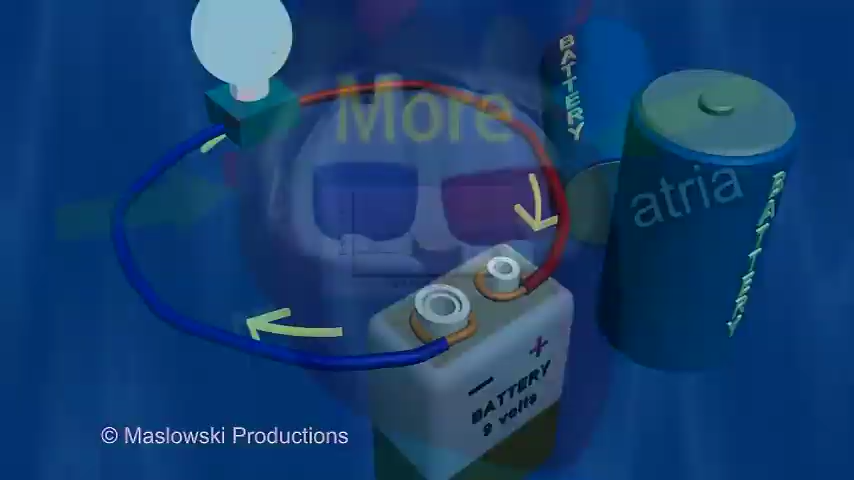 BATTERY
More
atria
BATTERY
− +
BATTERY
9 volts
© Maslowski Productions